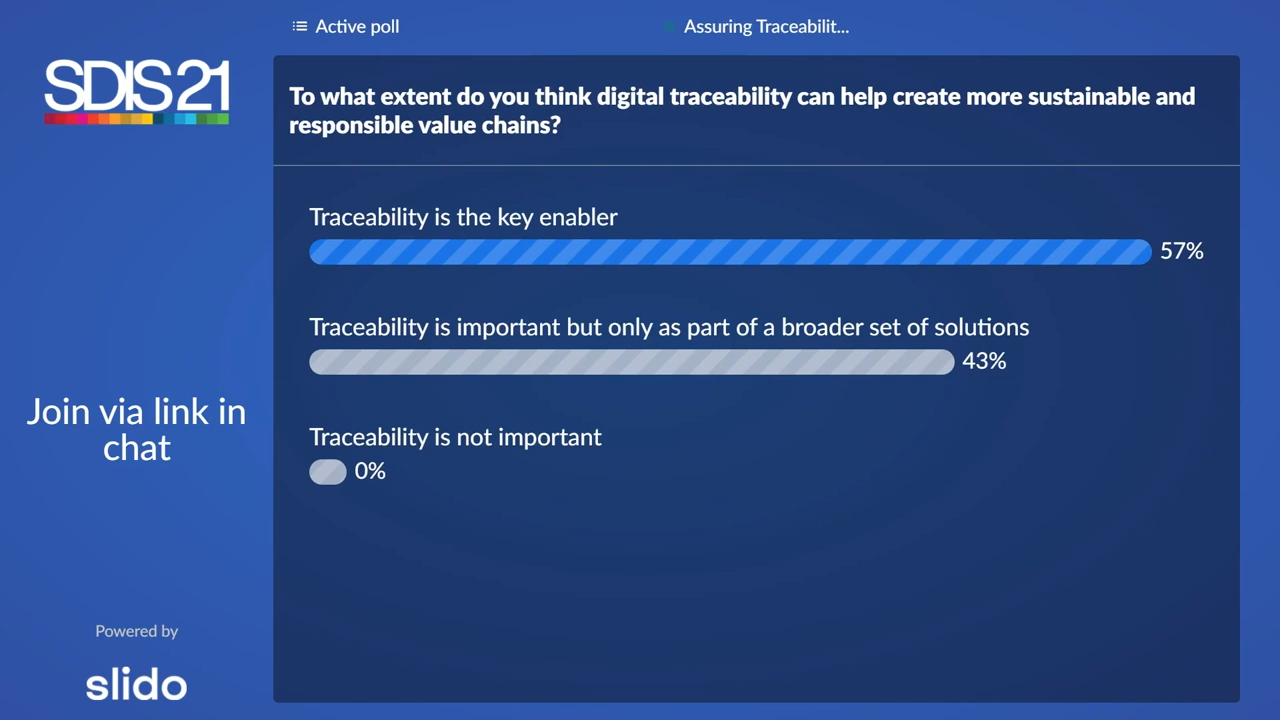 Active poll
Assuring Traceabilit...
SDIS21
To what extent do you think digital traceability can help create more sustainable and
responsible value chains?
Traceability is the key enabler
57%
Traceability is important but only as part of a broader set of solutions
43%
Traceability is not important
0%
Join via link in
chat
Powered by
slido